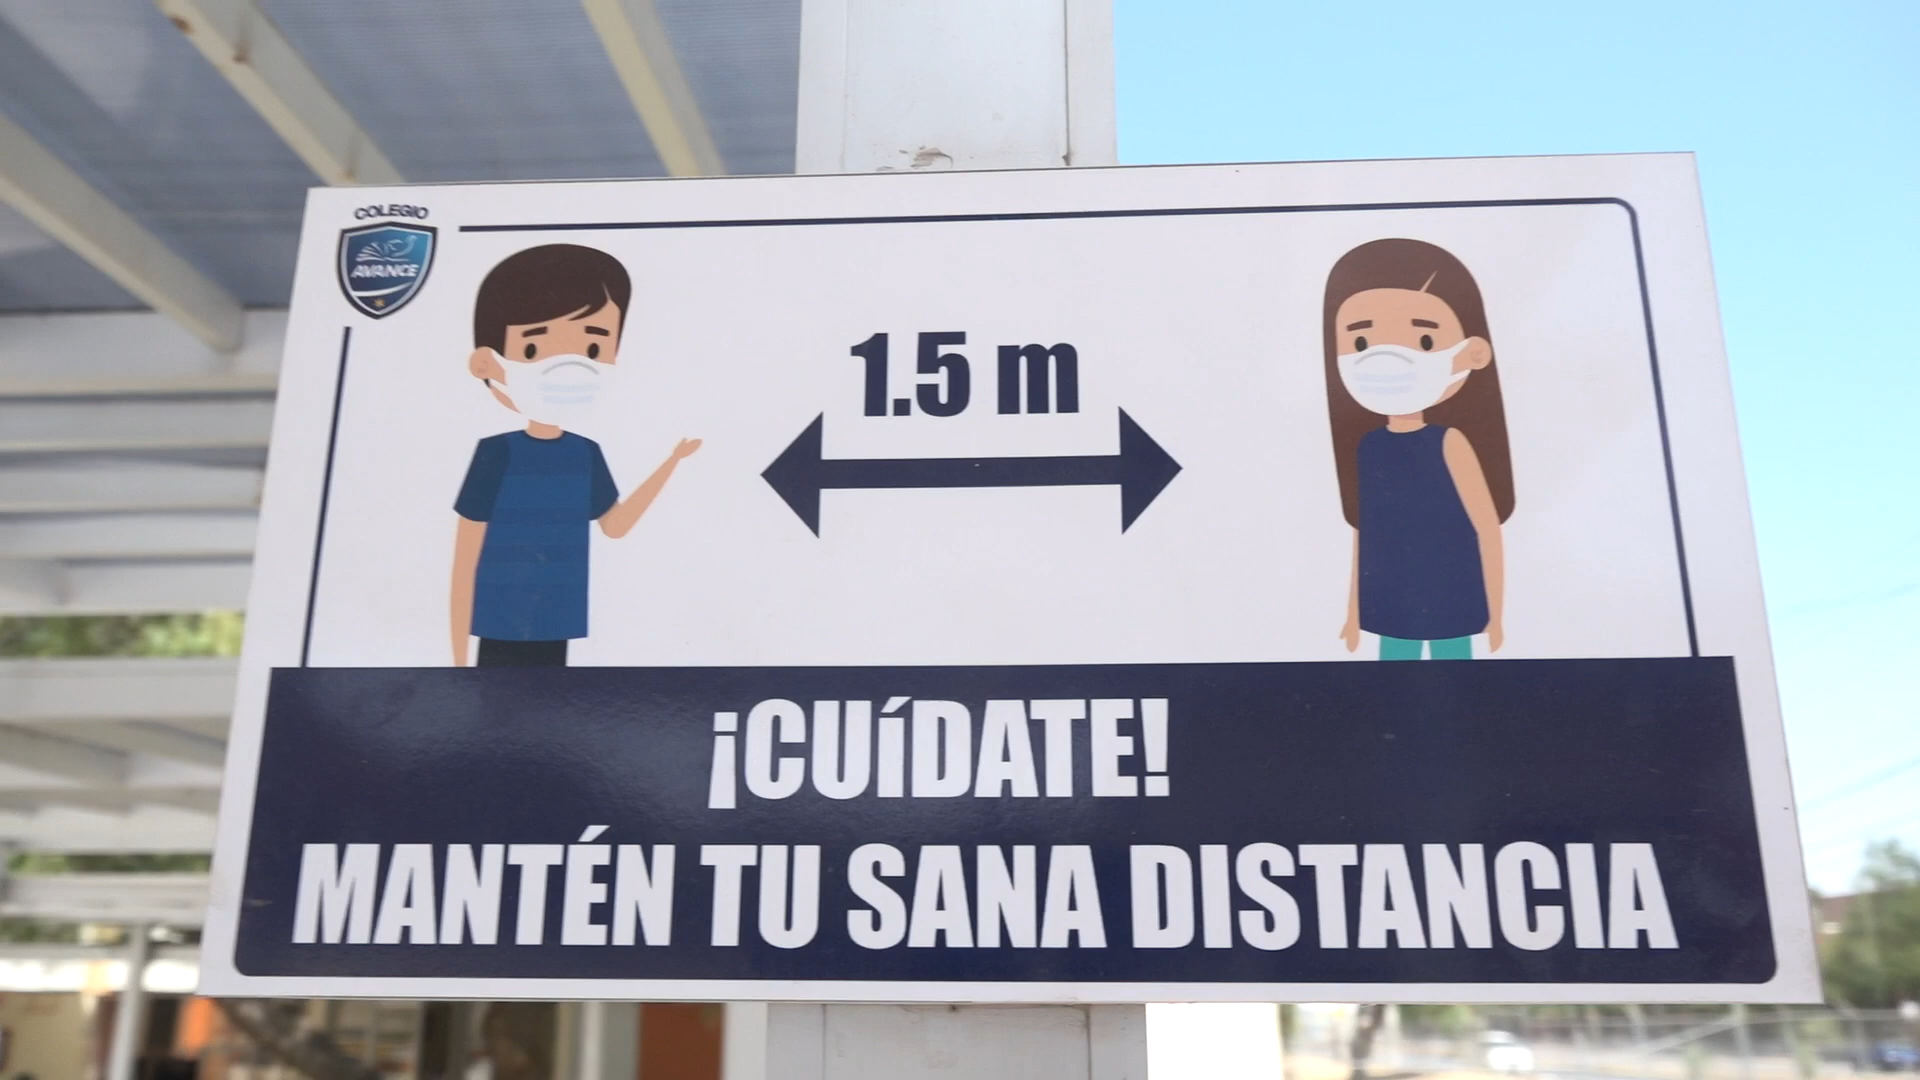 COLEGIO
AVANCE
1.5 m
¡CUíDATE!
MANTÉN TU SANA DISTANCIA